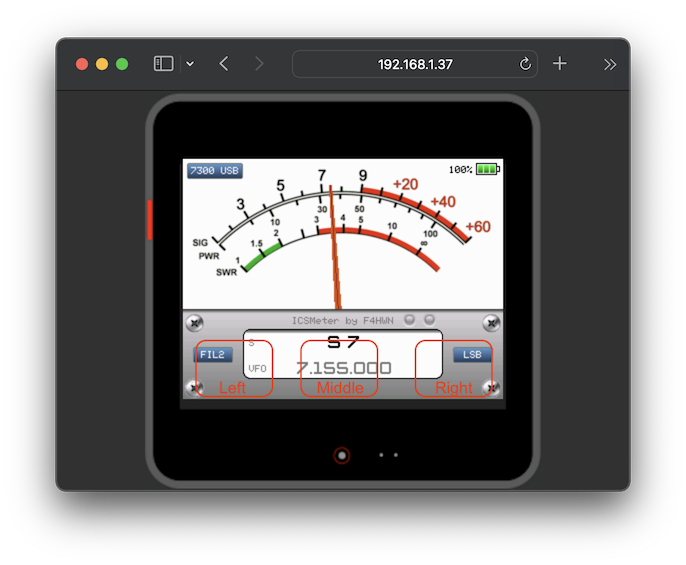 192.168.1.37
7300 USB
100%
3 5 7 9 +20 +40 +60
SIG
10 30 50 100
PWR
1 1.5 2 3 4 5 10 ∞
SWR
ICSMeter by F4HWN
S
S 7
FIL2
LSB
VFO
7.155.000
Left
Middle
Right